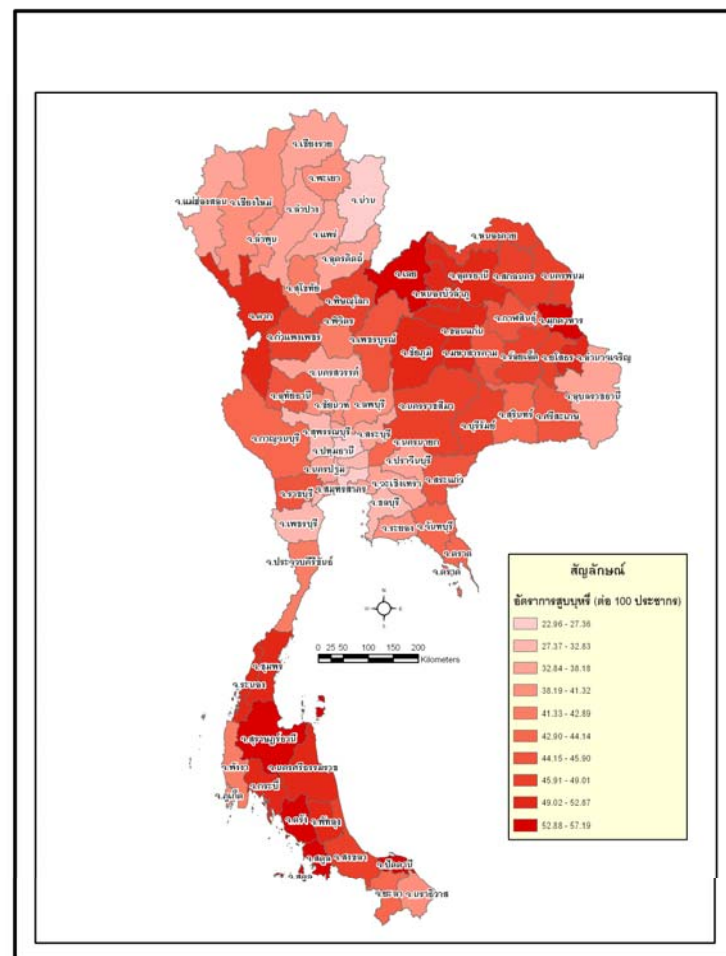 จ.เชียงราย
จ.พะเยา
จ.น่าน
จ.แม่ฮ่องสอน
จ.เชียงใหม่
จ.ลำปาง
จ.แพร่
จ.ลำพูน
จ.อุตรดิตถ์
จ.หนองคาย
จ.เลย
จ.อุดรธานี
จ.สกลนคร
จ.นครพนม
จ.สุโขทัย
จ.หนองบัวลำภู
จ.ตาก
จ.พิษณุโลก
จ.พิจิตร
จ.กาฬสินธุ์
จ.มุกดาหาร
จ.กำแพงเพชร
จ.เพชรบูรณ์
จ.ขอนแก่น
จ.ชัยภูมิ
จ.มหาสารคาม
จ.ร้อยเอ็ด
จ.ยโสธร
จ.อำนาจเจริญ
จ.นครสวรรค์
จ.อุบลราชธานี
จ.อุทัยธานี
จ.ชัยนาท
จ.ลพบุรี
จ.นครราชสีมา
จ.บุรีรัมย์
จ.สุรินทร์
จ.ศรีสะเกษ
จ.สุพรรณบุรี
จ.สระบุรี
จ.กาญจนบุรี
จ.นครนายก
จ.ปทุมธานี
จ.ปราจีนบุรี
จ.นครปฐม
จ.ฉะเชิงเทรา
จ.สระแก้ว
จ.ราชบุรี
จ.สมุทรสาคร
จ.ชลบุรี
จ.เพชรบุรี
จ.ระยอง
จ.จันทบุรี
จ.ตราด
จ.ตราด
จ.ประจวบคีรีขันธ์
สัญลักษณ์
อัตราการสูบบุหรี่ (ต่อ 100 ประชากร)
22.96 - 27.36
27.37 - 32.83
32.84 - 38.18
38.19 - 41.32
41.33 - 42.89
42.90 - 44.14
44.15 - 45.90
45.91 - 49.01
49.02 - 52.87
52.88 - 57.19
N
0 25 50 100 150 200
Kilometers
จ.ชุมพร
จ.ระนอง
จ.สุราษฎร์ธานี
จ.พังงา
จ.นครศรีธรรมราช
จ.กระบี่
จ.ภูเก็ต
จ.ตรัง
จ.พัทลุง
จ.สตูล
จ.สงขลา
จ.ปัตตานี
จ.สตูล
จ.ยะลา
จ.นราธิวาส